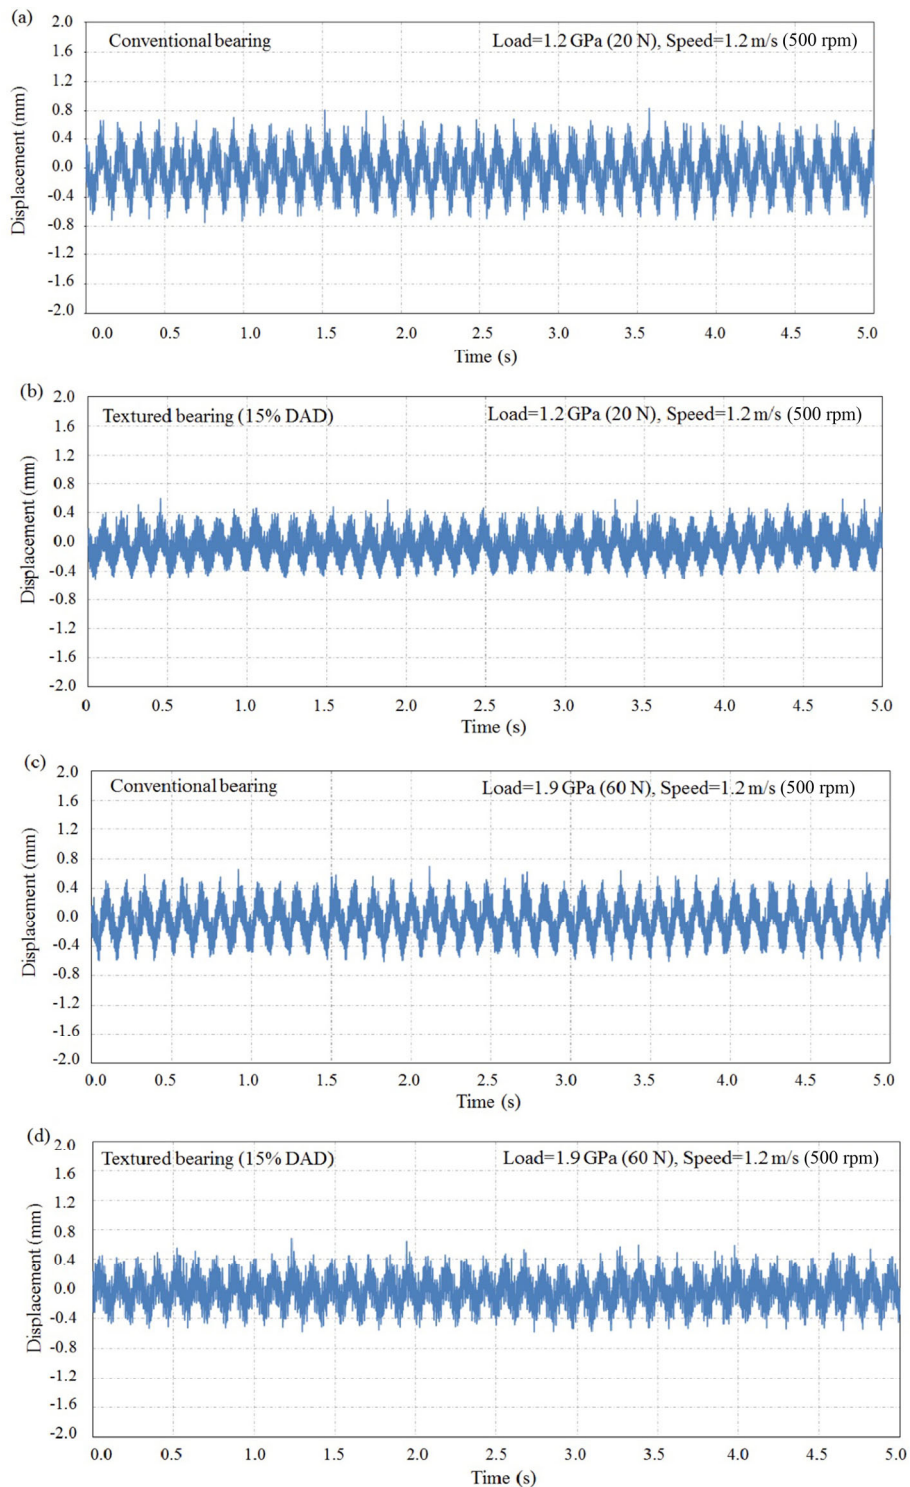 (a)
2.0
Conventional bearing Load=1.2 GPa (20 N), Speed=1.2 m/s (500 rpm)
1.6
1.2
0.8
0.4
0.0
-0.4
-0.8
-1.2
-1.6
-2.0
Displacement (mm)
0.0 0.5 1.0 1.5 2.0 2.5 3.0 3.5 4.0 4.5 5.0
Time (s)
(b)
2.0
Textured bearing (15% DAD) Load=1.2 GPa (20 N), Speed=1.2 m/s (500 rpm)
1.6
1.2
0.8
0.4
0.0
-0.4
-0.8
-1.2
-1.6
-2.0
Displacement (mm)
0 0.5 1.0 1.5 2.0 2.5 3.0 3.5 4.0 4.5 5.0
Time (s)
(c)
2.0
Conventional bearing Load=1.9 GPa (60 N), Speed=1.2 m/s (500 rpm)
1.6
1.2
0.8
0.4
0.0
-0.4
-0.8
-1.2
-1.6
-2.0
Displacement (mm)
0.0 0.5 1.0 1.5 2.0 2.5 3.0 3.5 4.0 4.5 5.0
Time (s)
(d)
2.0
Textured bearing (15% DAD) Load=1.9 GPa (60 N), Speed=1.2 m/s (500 rpm)
1.6
1.2
0.8
0.4
0.0
-0.4
-0.8
-1.2
-1.6
-2.0
Displacement (mm)
0.0 0.5 1.0 1.5 2.0 2.5 3.0 3.5 4.0 4.5 5.0
Time (s)